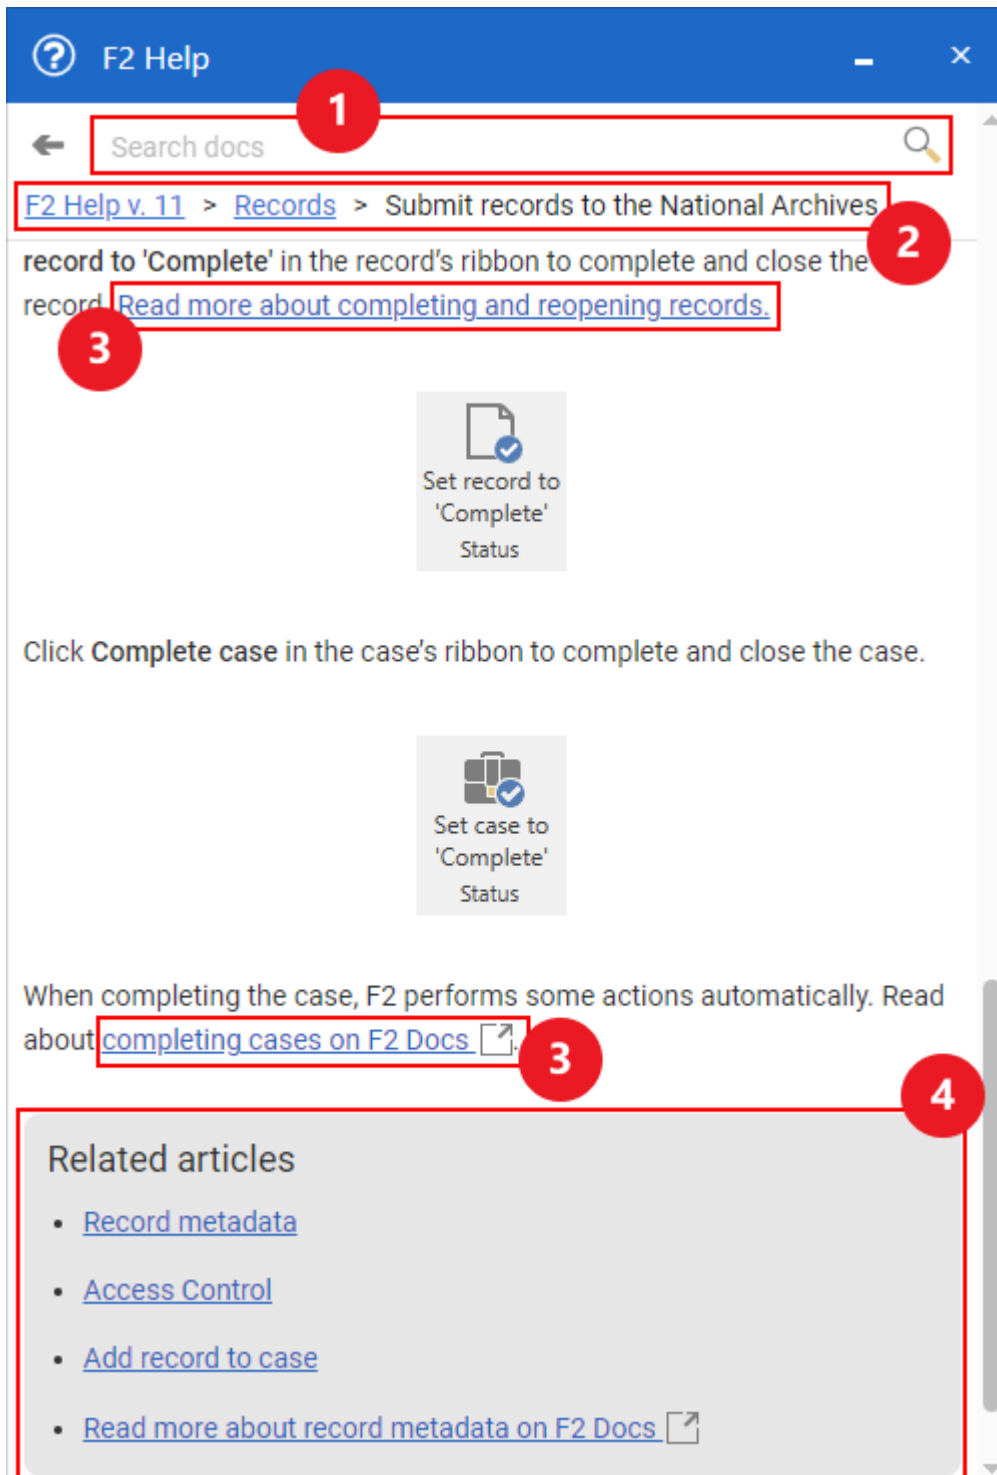 F2 Help
1
Search docs
F2 Help v. 11 > Records > Submit records to the National Archives
2
record to 'Complete' in the record's ribbon to complete and close the
record. Read more about completing and reopening records.
3
Set record to
'Complete'
Status
Click Complete case in the case's ribbon to complete and close the case.
Set case to
'Complete'
Status
When completing the case, F2 performs some actions automatically. Read
about completing cases on F2 Docs.
3
4
Related articles
• Record metadata
• Access Control
• Add record to case
• Read more about record metadata on F2 Docs